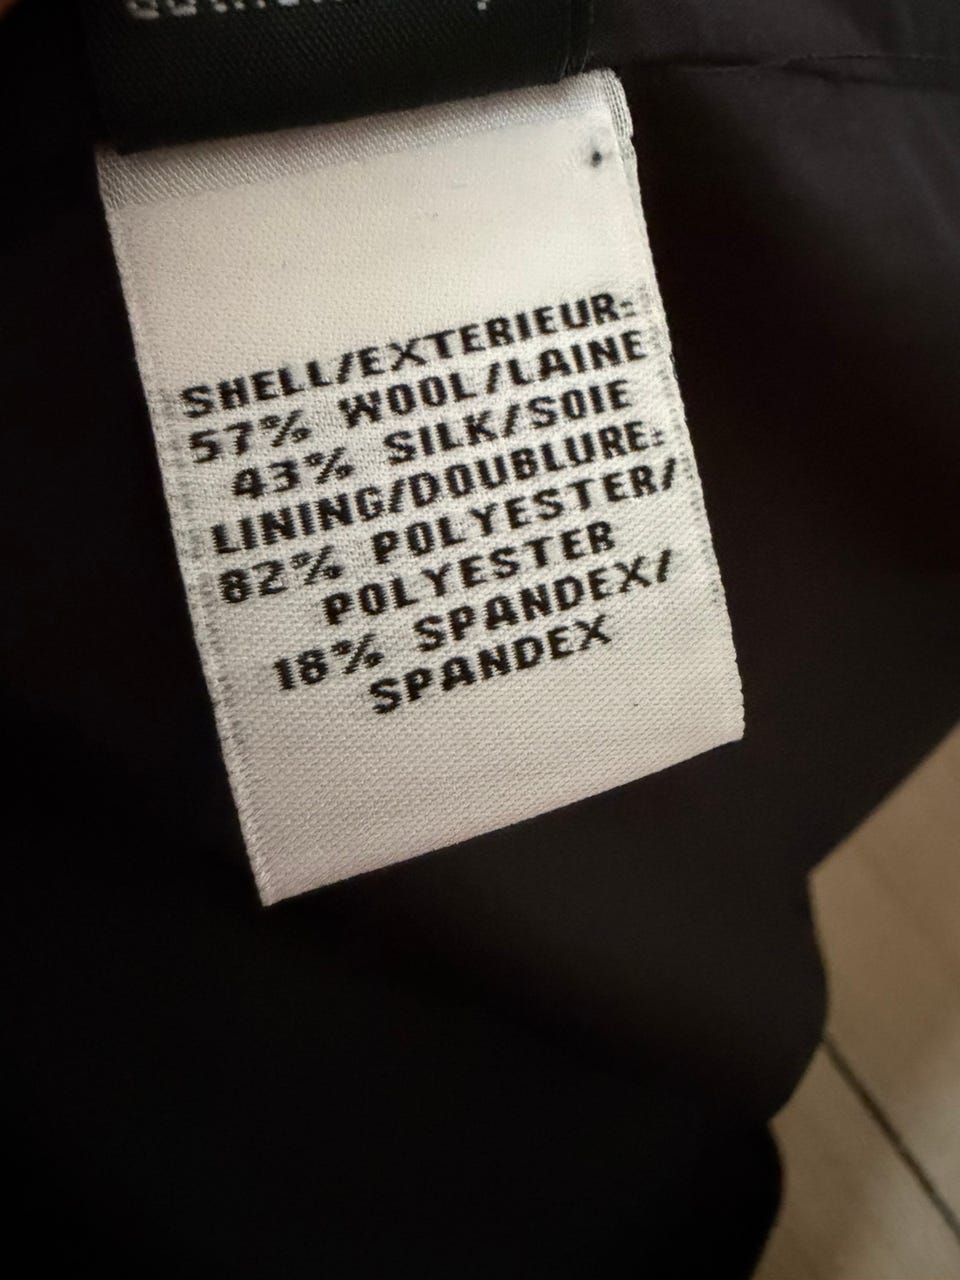 SHELL/EXTERIEUR:
57% WOOL/LAINE
43% SILK/SOIE
LINING/DOUBLURE:
82% POLYESTER/
POLYESTER
18% SPANDEX/
SPANDEX